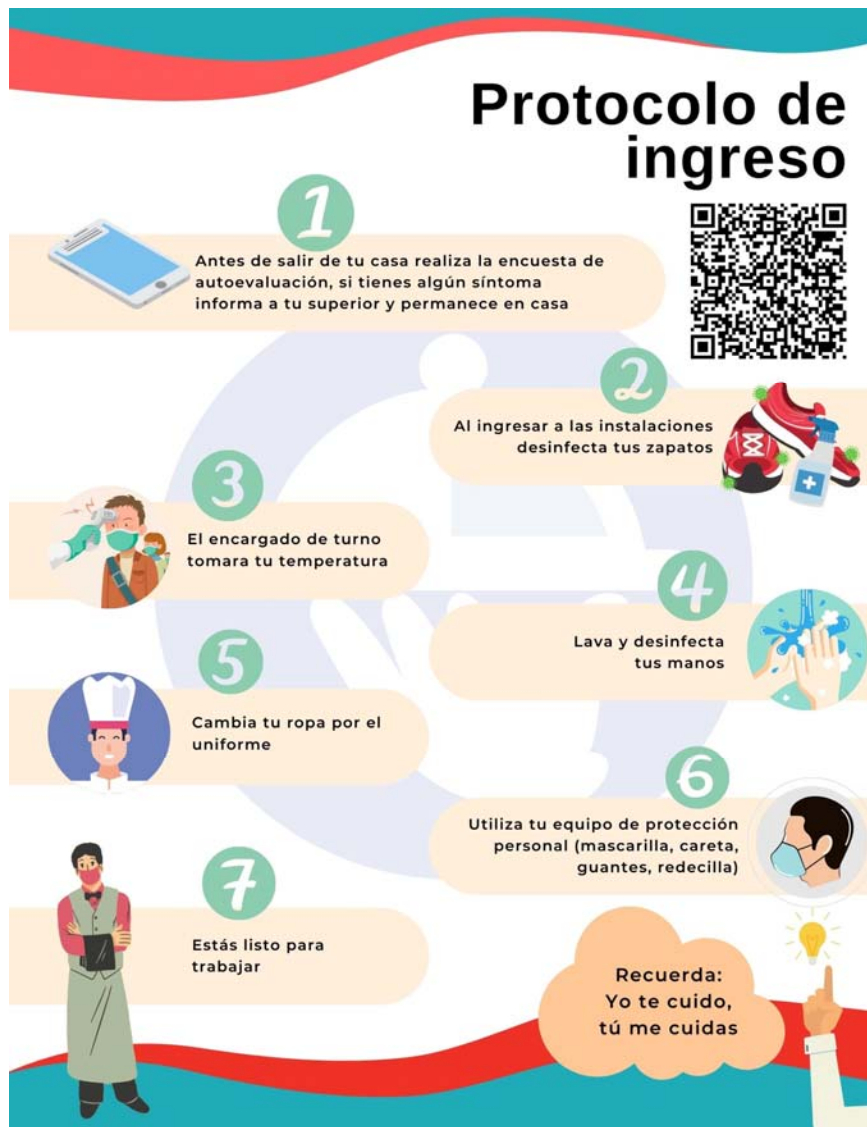 Protocolo de
ingreso
1
Antes de salir de tu casa realiza la encuesta de
autoevaluación, si tienes algún síntoma
informa a tu superior y permanece en casa
2
Al ingresar a las instalaciones
desinfecta tus zapatos
3
El encargado de turno
tomara tu temperatura
4
Lava y desinfecta
tus manos
5
Cambia tu ropa por el
uniforme
6
Utiliza tu equipo de protección
personal (mascarilla, careta,
guantes, redecilla)
7
Estás listo para
trabajar
Recuerda:
Yo te cuido,
tú me cuidas